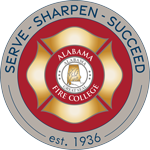 SERVE - SHARPEN - SUCCEED
ALABAMA
FIRE COLLEGE
est. 1936